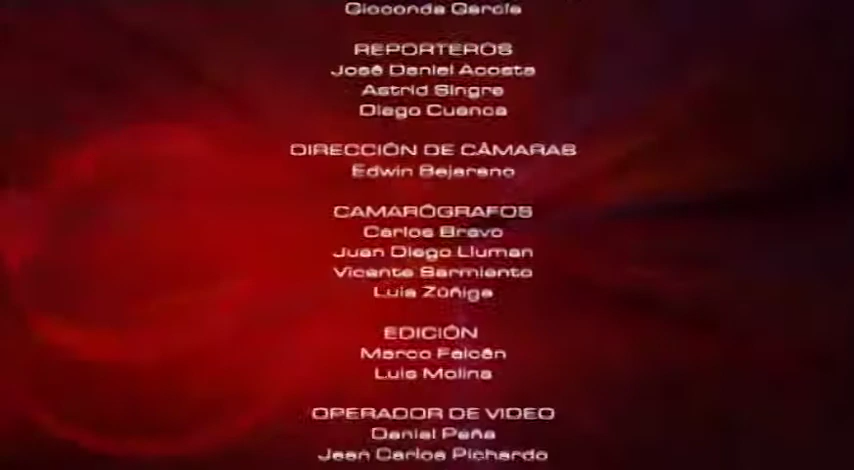 Gioconda García
REPORTEROS
José Daniel Acosta
Astrid Singre
Diego Cuenca
DIRECCIÓN DE CÁMARAS
Edwin Bejarano
CAMARÓGRAFOS
Carlos Bravo
Juan Diego Lluman
Vicente Sarmiento
Luis Zúñiga
EDICIÓN
Marco Falcán
Luis Molina
OPERADOR DE VIDEO
Daniel Peña
Jean Carlos Pichardo